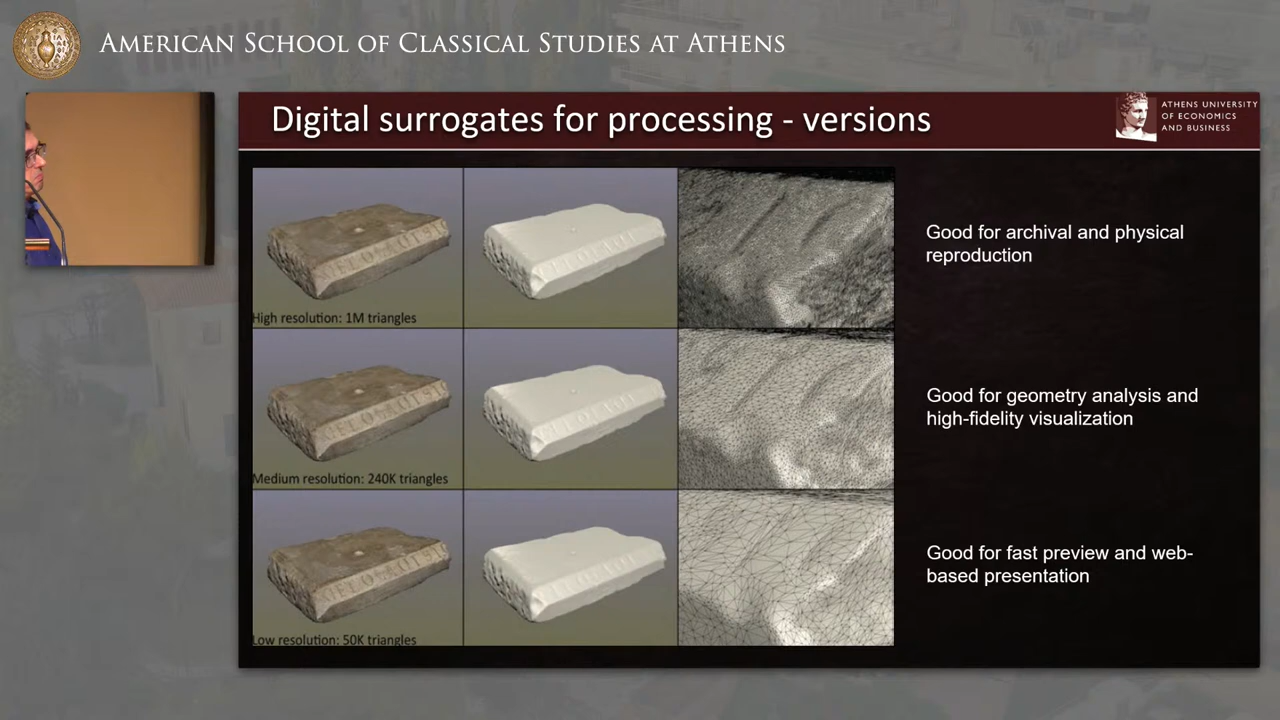 AMERICAN SCHOOL OF CLASSICAL STUDIES AT ATHENS
Digital surrogates for processing - versions
ATHENS UNIVERSITY
OF ECONOMICS
AND BUSINESS
High resolution: 1M triangles
Good for archival and physical
reproduction
Medium resolution: 240K triangles
Good for geometry analysis and
high-fidelity visualization
Low resolution: 50K triangles
Good for fast preview and web-
based presentation